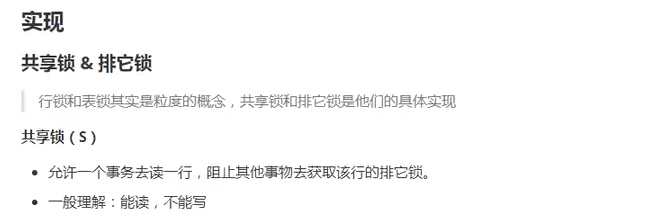 实现
共享锁 & 排它锁
行锁和表锁其实是粒度的概念，共享锁和排它锁是他们的具体实现
共享锁（S）
允许一个事务去读一行，阻止其他事物去获取该行的排它锁。
一般理解：能读，不能写